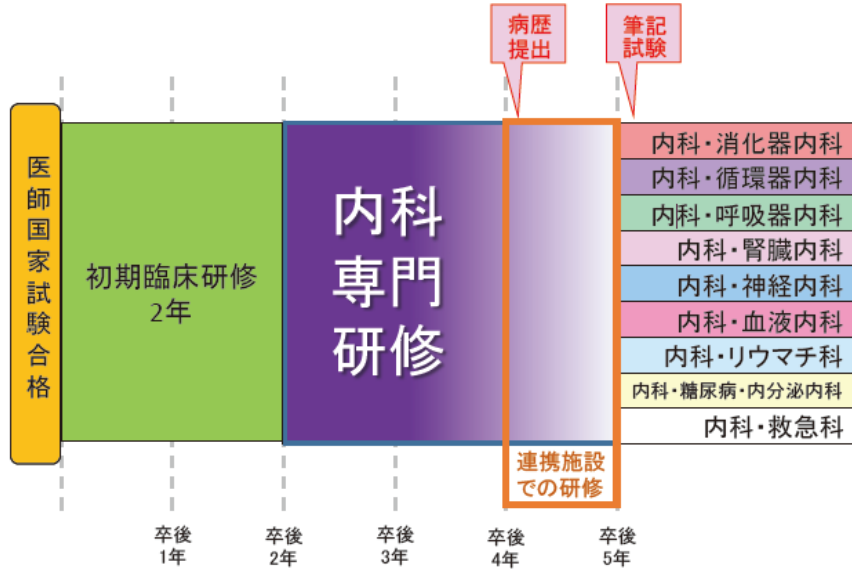 病歴
提出
筆記
試験
医師国家試験合格
初期臨床研修
2年
内科
専門
研修
内科・消化器内科
内科・循環器内科
内科・呼吸器内科
内科・腎臓内科
内科・神経内科
内科・血液内科
内科・リウマチ科
内科・糖尿病・内分泌内科
内科・救急科
連携施設
での研修
卒後
1年
卒後
2年
卒後
3年
卒後
4年
卒後
5年